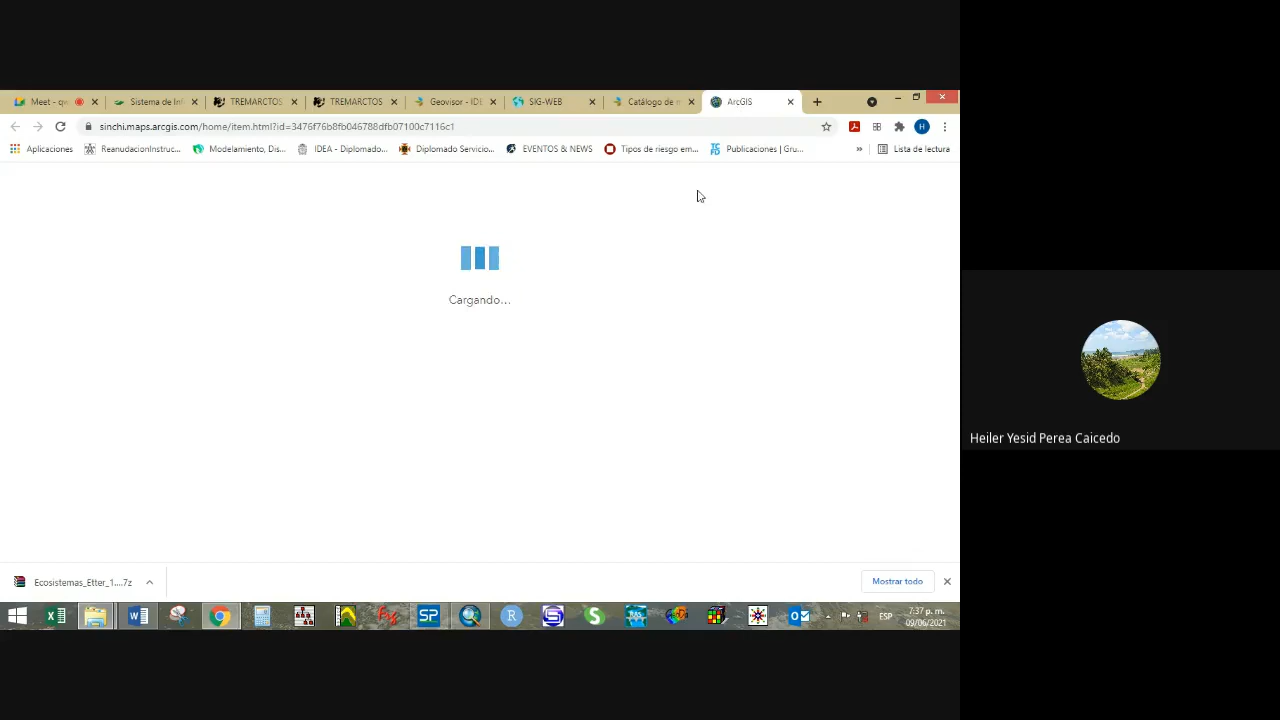 Meet - qw
Sistema de Inf
TREMARCTOS
TREMARCTOS
Geovisor - IDE
SIG-WEB
Catálogo de m
ArcGIS
sinchi.maps.arcgis.com/home/item.html?id=3476f76b8fb046788dfb07100c7116c1
Aplicaciones
ReanudacionInstruc...
Modelamiento, Dis...
IDEA - Diplomado...
Diplomado Servicio...
EVENTOS & NEWS
Tipos de riesgo em...
Publicaciones | Gru...
»
Lista de lectura
Cargando...
Heiler Yesid Perea Caicedo
Ecosistemas_Etter_1....7z
Mostrar todo
ESP
7:37 p. m.
09/06/2021